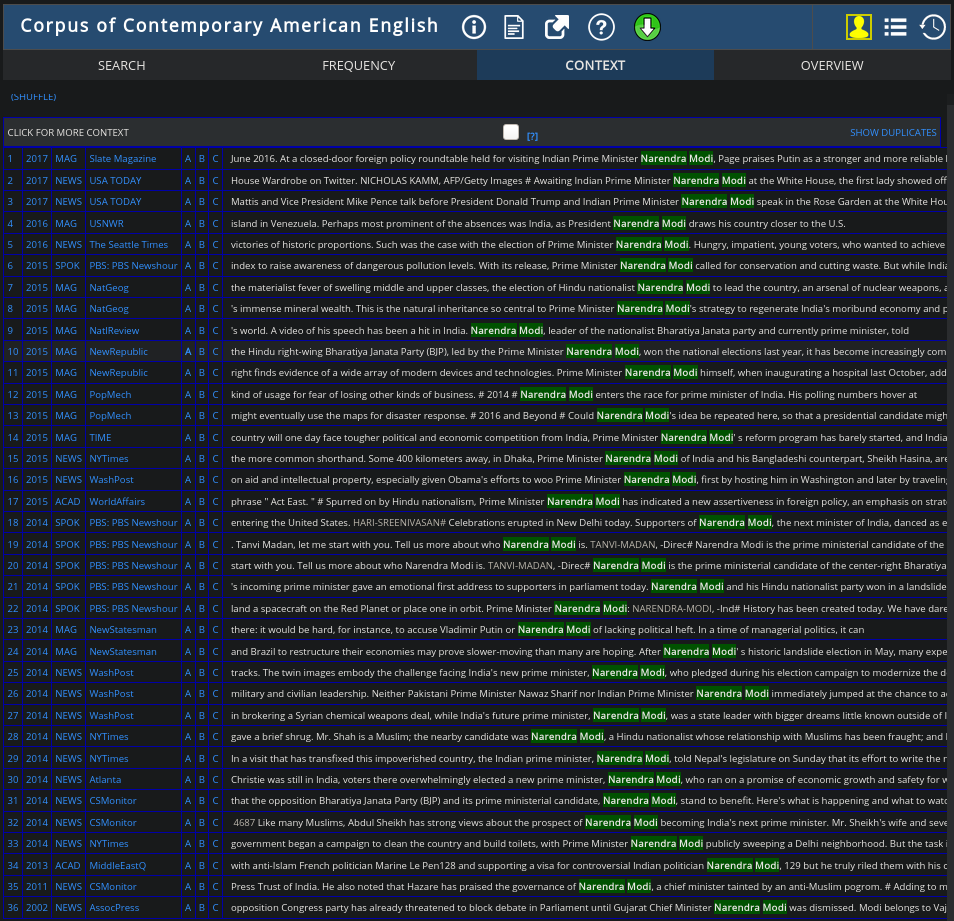 Corpus of Contemporary American English
SEARCH FREQUENCY CONTEXT OVERVIEW
(SHUFFLE)
CLICK FOR MORE CONTEXT [?] SHOW DUPLICATES
1 2017 MAG Slate Magazine A B C June 2016. At a closed-door foreign policy roundtable held for visiting Indian Prime Minister Narendra Modi, Page praises Putin as a stronger and more reliable
2 2017 NEWS USA TODAY A B C House Wardrobe on Twitter. NICHOLAS KAMM, AFP/Getty Images # Awaiting Indian Prime Minister Narendra Modi at the White House, the first lady showed off
3 2017 NEWS USA TODAY A B C Mattis and Vice President Mike Pence talk before President Donald Trump and Indian Prime Minister Narendra Modi speak in the Rose Garden at the White Hou
4 2016 MAG USNWR A B C island in Venezuela. Perhaps most prominent of the absences was India, as President Narendra Modi draws his country closer to the U.S.
5 2016 NEWS The Seattle Times A B C victories of historic proportions. Such was the case with the election of Prime Minister Narendra Modi. Hungry, impatient, young voters, who wanted to achieve
6 2015 SPOK PBS: PBS Newshour A B C index to raise awareness of dangerous pollution levels. With its release, Prime Minister Narendra Modi called for conservation and cutting waste. But while India
7 2015 MAG NatGeog A B C the materialist fever of swelling middle and upper classes, the election of Hindu nationalist Narendra Modi to lead the country, an arsenal of nuclear weapons, a
8 2015 MAG NatGeog A B C 's immense mineral wealth. This is the natural inheritance so central to Prime Minister Narendra Modi's strategy to regenerate India's moribund economy and p
9 2015 MAG NatlReview A B C 's world. A video of his speech has been a hit in India. Narendra Modi, leader of the nationalist Bharatiya Janata party and currently prime minister, told
10 2015 MAG NewRepublic A B C the Hindu right-wing Bharatiya Janata Party (BJP), led by the Prime Minister Narendra Modi, won the national elections last year, it has become increasingly com
11 2015 MAG NewRepublic A B C right finds evidence of a wide array of modern devices and technologies. Prime Minister Narendra Modi himself, when inaugurating a hospital last October, add
12 2015 MAG PopMech A B C kind of usage for fear of losing other kinds of business. # 2014 # Narendra Modi enters the race for prime minister of India. His polling numbers hover at
13 2015 MAG PopMech A B C might eventually use the maps for disaster response. # 2016 and Beyond # Could Narendra Modi's idea be repeated here, so that a presidential candidate migh
14 2015 MAG TIME A B C country will one day face tougher political and economic competition from India, Prime Minister Narendra Modi' s reform program has barely started, and India
15 2015 NEWS NYTimes A B C the more common shorthand. Some 400 kilometers away, in Dhaka, Prime Minister Narendra Modi of India and his Bangladeshi counterpart, Sheikh Hasina, are
16 2015 NEWS WashPost A B C on aid and intellectual property, especially given Obama's efforts to woo Prime Minister Narendra Modi, first by hosting him in Washington and later by traveling
17 2015 ACAD WorldAffairs A B C phrase " Act East. " # Spurred on by Hindu nationalism, Prime Minister Narendra Modi has indicated a new assertiveness in foreign policy, an emphasis on strat
18 2014 SPOK PBS: PBS Newshour A B C entering the United States. HARI-SREENIVASAN# Celebrations erupted in New Delhi today. Supporters of Narendra Modi, the next minister of India, danced as e
19 2014 SPOK PBS: PBS Newshour A B C . Tanvi Madan, let me start with you. Tell us more about who Narendra Modi is. TANVI-MADAN, -Direc# Narendra Modi is the prime ministerial candidate of the
20 2014 SPOK PBS: PBS Newshour A B C start with you. Tell us more about who Narendra Modi is. TANVI-MADAN, -Direc# Narendra Modi is the prime ministerial candidate of the center-right Bharatiya
21 2014 SPOK PBS: PBS Newshour A B C 's incoming prime minister gave an emotional first address to supporters in parliament today. Narendra Modi and his Hindu nationalist party won in a landslide
22 2014 SPOK PBS: PBS Newshour A B C land a spacecraft on the Red Planet or place one in orbit. Prime Minister Narendra Modi: NARENDRA-MODI, -Ind# History has been created today. We have dare
23 2014 MAG NewStatesman A B C there: it would be hard, for instance, to accuse Vladimir Putin or Narendra Modi of lacking political heft. In a time of managerial politics, it can
24 2014 MAG NewStatesman A B C and Brazil to restructure their economies may prove slower-moving than many are hoping. After Narendra Modi' s historic landslide election in May, many expe
25 2014 NEWS WashPost A B C tracks. The twin images embody the challenge facing India's new prime minister, Narendra Modi, who pledged during his election campaign to modernize the d
26 2014 NEWS WashPost A B C military and civilian leadership. Neither Pakistani Prime Minister Nawaz Sharif nor Indian Prime Minister Narendra Modi immediately jumped at the chance to a
27 2014 NEWS WashPost A B C in brokering a Syrian chemical weapons deal, while India's future prime minister, Narendra Modi, was a state leader with bigger dreams little known outside of I
28 2014 NEWS NYTimes A B C gave a brief shrug. Mr. Shah is a Muslim; the nearby candidate was Narendra Modi, a Hindu nationalist whose relationship with Muslims has been fraught; and
29 2014 NEWS NYTimes A B C In a visit that has transfixed this impoverished country, the Indian prime minister, Narendra Modi, told Nepal's legislature on Sunday that its effort to write the r
30 2014 NEWS Atlanta A B C Christie was still in India, voters there overwhelmingly elected a new prime minister, Narendra Modi, who ran on a promise of economic growth and safety for w
31 2014 NEWS CSMonitor A B C that the opposition Bharatiya Janata Party (BJP) and its prime ministerial candidate, Narendra Modi, stand to benefit. Here's what is happening and what to watc
32 2014 NEWS CSMonitor A B C 4687 Like many Muslims, Abdul Sheikh has strong views about the prospect of Narendra Modi becoming India's next prime minister. Mr. Sheikh's wife and seve
33 2014 NEWS NYTimes A B C government began a campaign to clean the country and build toilets, with Prime Minister Narendra Modi publicly sweeping a Delhi neighborhood. But the task i
34 2013 ACAD MiddleEastQ A B C with anti-Islam French politician Marine Le Pen128 and supporting a visa for controversial Indian politician Narendra Modi, 129 but he truly riled them with his c
35 2011 NEWS CSMonitor A B C Press Trust of India. He also noted that Hazare has praised the governance of Narendra Modi, a chief minister tainted by an anti-Muslim pogrom. # Adding to m
36 2002 NEWS AssocPress A B C opposition Congress party has already threatened to block debate in Parliament until Gujarat Chief Minister Narendra Modi was dismissed. Modi belongs to Vaj